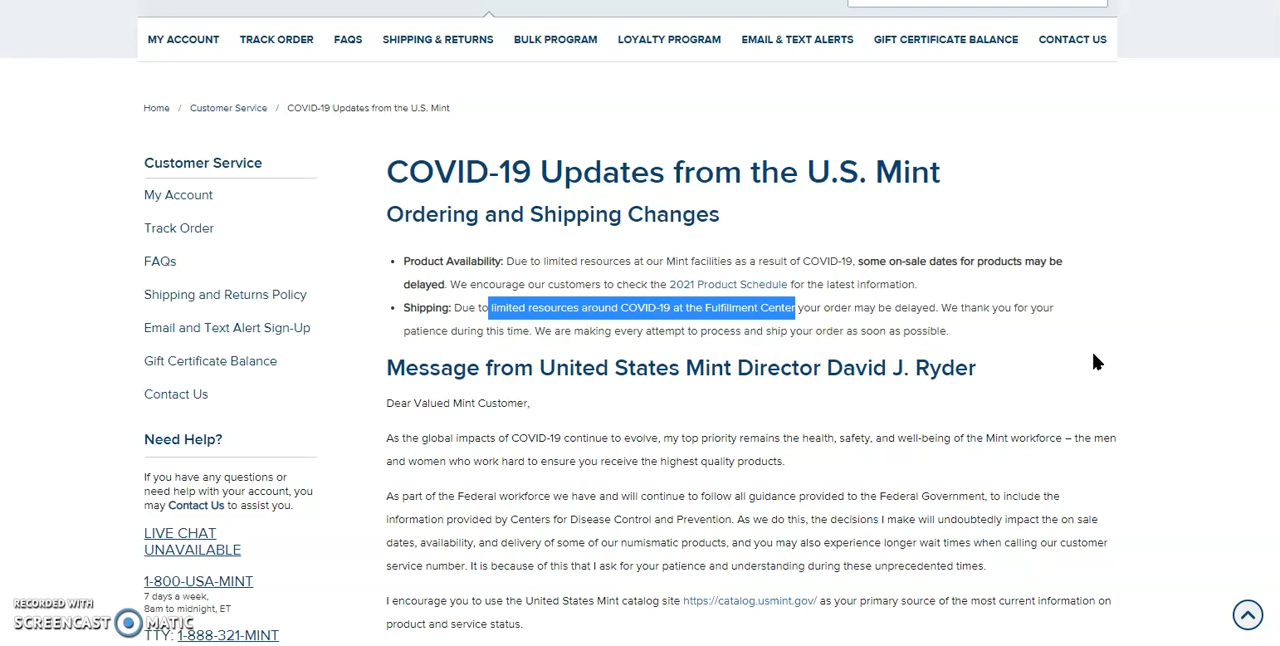 MY ACCOUNT TRACK ORDER FAQS SHIPPING & RETURNS BULK PROGRAM LOYALTY PROGRAM EMAIL & TEXT ALERTS GIFT CERTIFICATE BALANCE CONTACT US
Home / Customer Service / COVID-19 Updates from the U.S. Mint
Customer Service
My Account
Track Order
FAQs
Shipping and Returns Policy
Email and Text Alert Sign-Up
Gift Certificate Balance
Contact Us
Need Help?
If you have any questions or
need help with your account, you
may Contact Us to assist you.
LIVE CHAT
UNAVAILABLE
1-800-USA-MINT
7 days a week,
8am to midnight, ET
TTY: 1-888-321-MINT
COVID-19 Updates from the U.S. Mint
Ordering and Shipping Changes
• Product Availability: Due to limited resources at our Mint facilities as a result of COVID-19, some on-sale dates for products may be
delayed. We encourage our customers to check the 2021 Product Schedule for the latest information.
• Shipping: Due to limited resources around COVID-19 at the Fulfillment Center your order may be delayed. We thank you for your
patience during this time. We are making every attempt to process and ship your order as soon as possible.
Message from United States Mint Director David J. Ryder
Dear Valued Mint Customer,
As the global impacts of COVID-19 continue to evolve, my top priority remains the health, safety, and well-being of the Mint workforce – the men
and women who work hard to ensure you receive the highest quality products.
As part of the Federal workforce we have and will continue to follow all guidance provided to the Federal Government, to include the
information provided by Centers for Disease Control and Prevention. As we do this, the decisions I make will undoubtedly impact the on sale
dates, availability, and delivery of some of our numismatic products, and you may also experience longer wait times when calling our customer
service number. It is because of this that I ask for your patience and understanding during these unprecedented times.
I encourage you to use the United States Mint catalog site https://catalog.usmint.gov/ as your primary source of the most current information on
product and service status.
RECORDED WITH
SCREENCAST MATIC